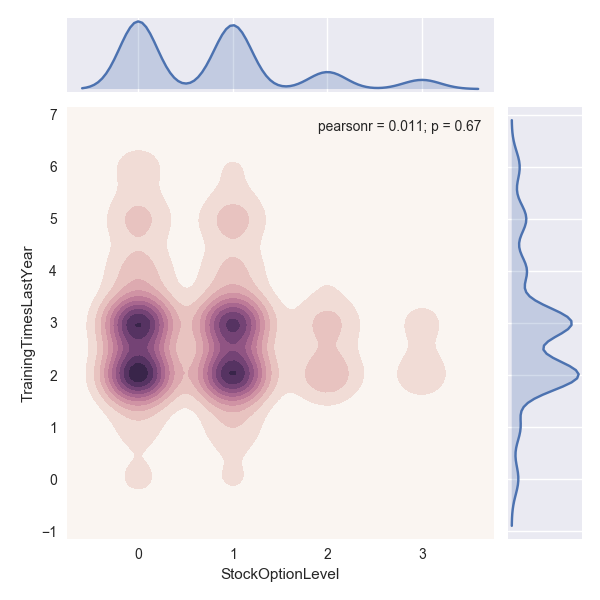 pearsonr = 0.011; p = 0.67
7
6
5
4
3
2
1
0
−1
TrainingTimesLastYear
0 1 2 3
StockOptionLevel